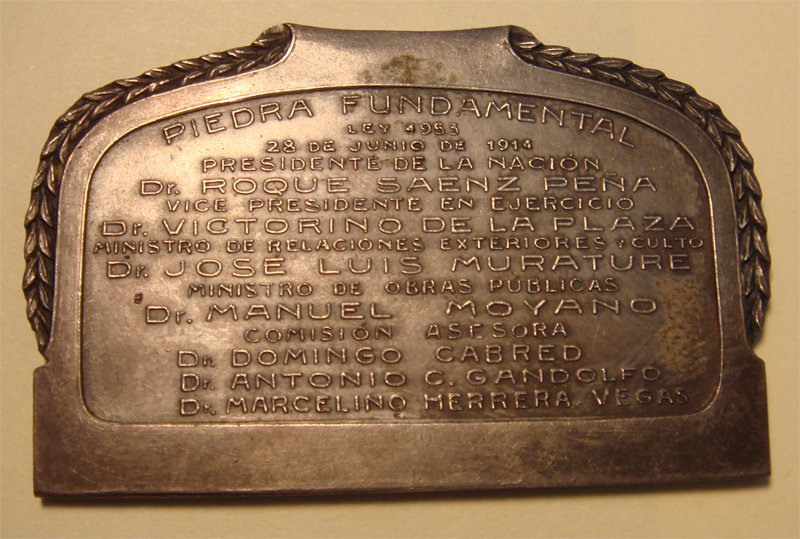 PIEDRA FUNDAMENTAL
LEY 4953
28 DE JUNIO DE 1914
PRESIDENTE DE LA NACIÓN
Dr. ROQUE SAENZ PEÑA
VICE PRESIDENTE EN EJERCICIO
Dr. VICTORINO DE LA PLAZA
MINISTRO DE RELACIONES EXTERIORES Y CULTO
Dr. JOSE LUIS MURATURE
MINISTRO DE OBRAS PÚBLICAS
Dr. MANUEL MOYANO
COMISIÓN ASESORA
Dr. DOMINGO CABRED
Dr. ANTONIO C. GANDOLFO
Dr. MARCELINO HERRERA VEGAS